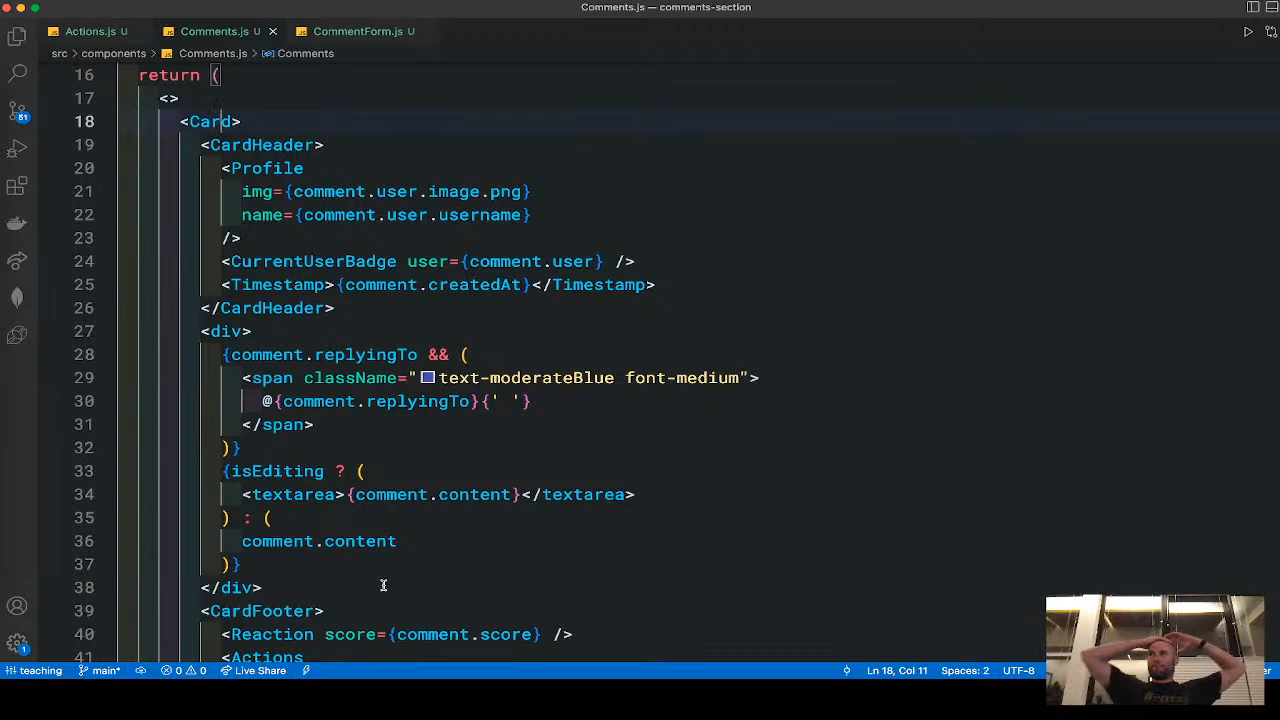 Comments.js — comments-section
Actions.js U
Comments.js U
CommentForm.js U
src > components > Comments.js > Comments
16 return (
17 <>
18 <Card>
19 <CardHeader>
20 <Profile
21 img={comment.user.image.png}
22 name={comment.user.username}
23 />
24 <CurrentUserBadge user={comment.user} />
25 <Timestamp>{comment.createdAt}</Timestamp>
26 </CardHeader>
27 <div>
28 {comment.replyingTo && (
29 <span className="text-moderateBlue font-medium">
30 @{comment.replyingTo}{' '}
31 </span>
32 )}
33 {isEditing ? (
34 <textarea>{comment.content}</textarea>
35 ) : (
36 comment.content
37 )}
38 </div>
39 <CardFooter>
40 <Reaction score={comment.score} />
41 <Actions
51
1
teaching main* 0 0 Live Share Ln 18, Col 11 Spaces: 2 UTF-8